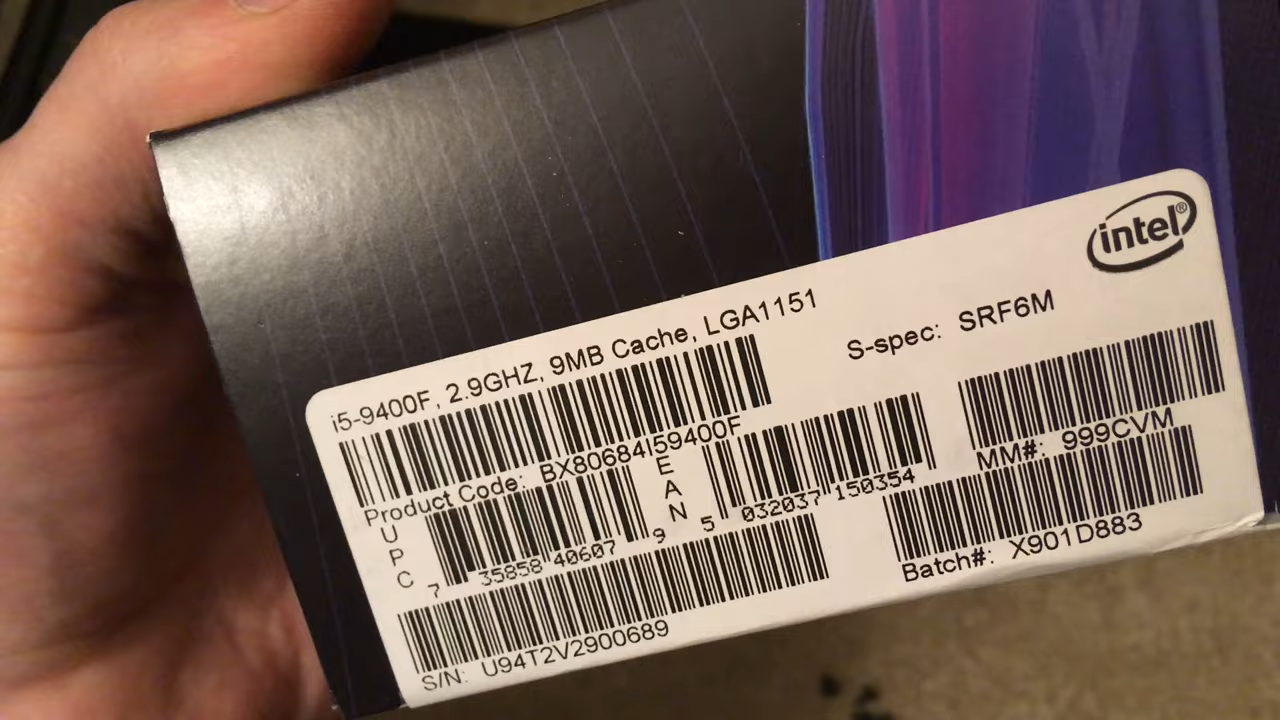 intel®
i5-9400F, 2.9GHZ, 9MB Cache, LGA1151
S-spec: SRF6M
Product Code: BX80684I59400F
MM#: 999CVM
UPC 7 35858 40607 9
EAN 5 032037 150354
Batch#: X901D883
S/N: U94T2V2900689